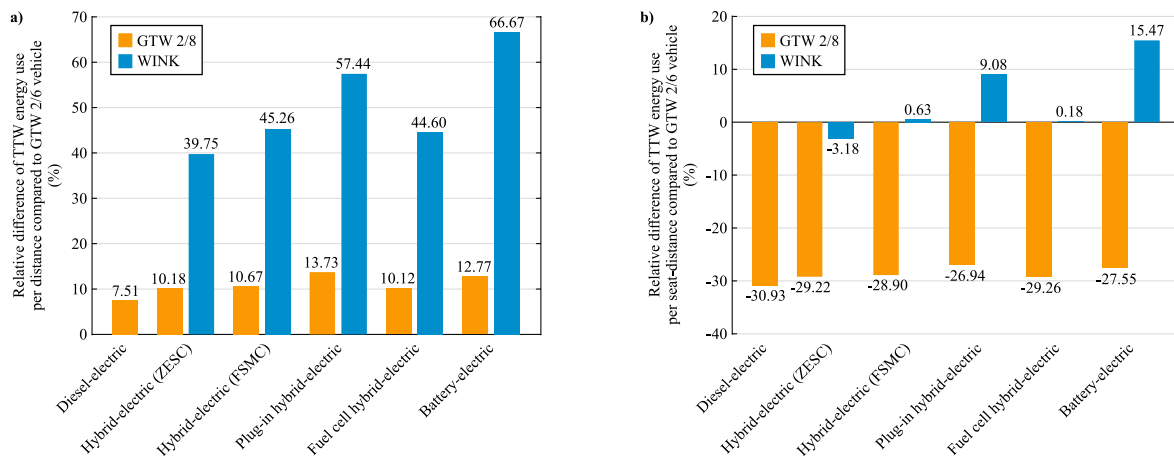 a)
Relative difference of TTW energy use
per distance compared to GTW 2/6 vehicle
(%)
70
60
50
40
30
20
10
0
GTW 2/8
WINK
7.51
10.18
39.75
10.67
45.26
13.73
57.44
10.12
44.60
12.77
66.67
Diesel-electric
Hybrid-electric (ZESC)
Hybrid-electric (FSMC)
Plug-in hybrid-electric
Fuel cell hybrid-electric
Battery-electric
b)
Relative difference of TTW energy use
per seat-distance compared to GTW 2/6 vehicle
(%)
20
10
0
-10
-20
-30
-40
GTW 2/8
WINK
-30.93
-29.22
-3.18
-28.90
0.63
-26.94
9.08
-29.26
0.18
-27.55
15.47
Diesel-electric
Hybrid-electric (ZESC)
Hybrid-electric (FSMC)
Plug-in hybrid-electric
Fuel cell hybrid-electric
Battery-electric